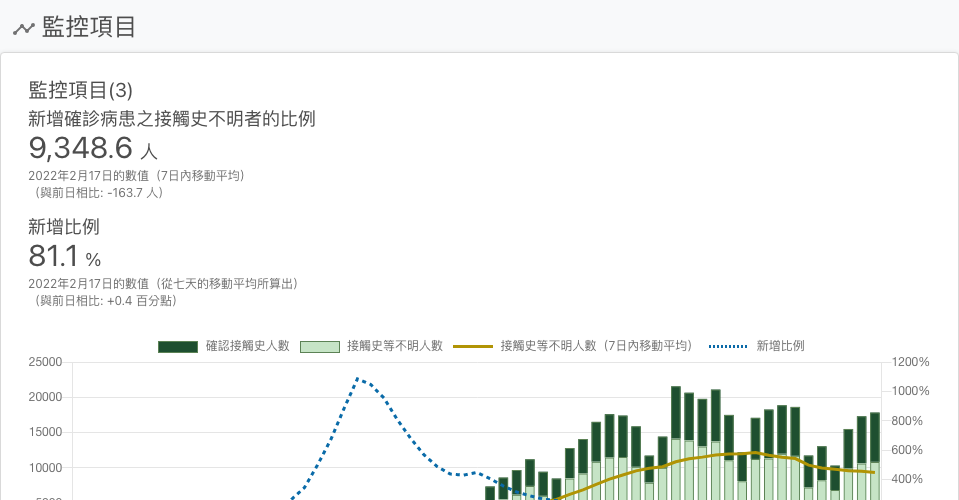 監控項目
監控項目(3)
新增確診病患之接觸史不明者的比例
9,348.6 人
2022年2月17日的數值（7日內移動平均）
（與前日相比: -163.7 人）
新增比例
81.1 %
2022年2月17日的數值（從七天的移動平均所算出）
（與前日相比: +0.4 百分點）
確認接觸史人數 接觸史等不明人數 接觸史等不明人數（7日內移動平均） 新增比例
25000 1200%
1000%
20000
800%
15000
600%
10000
400%